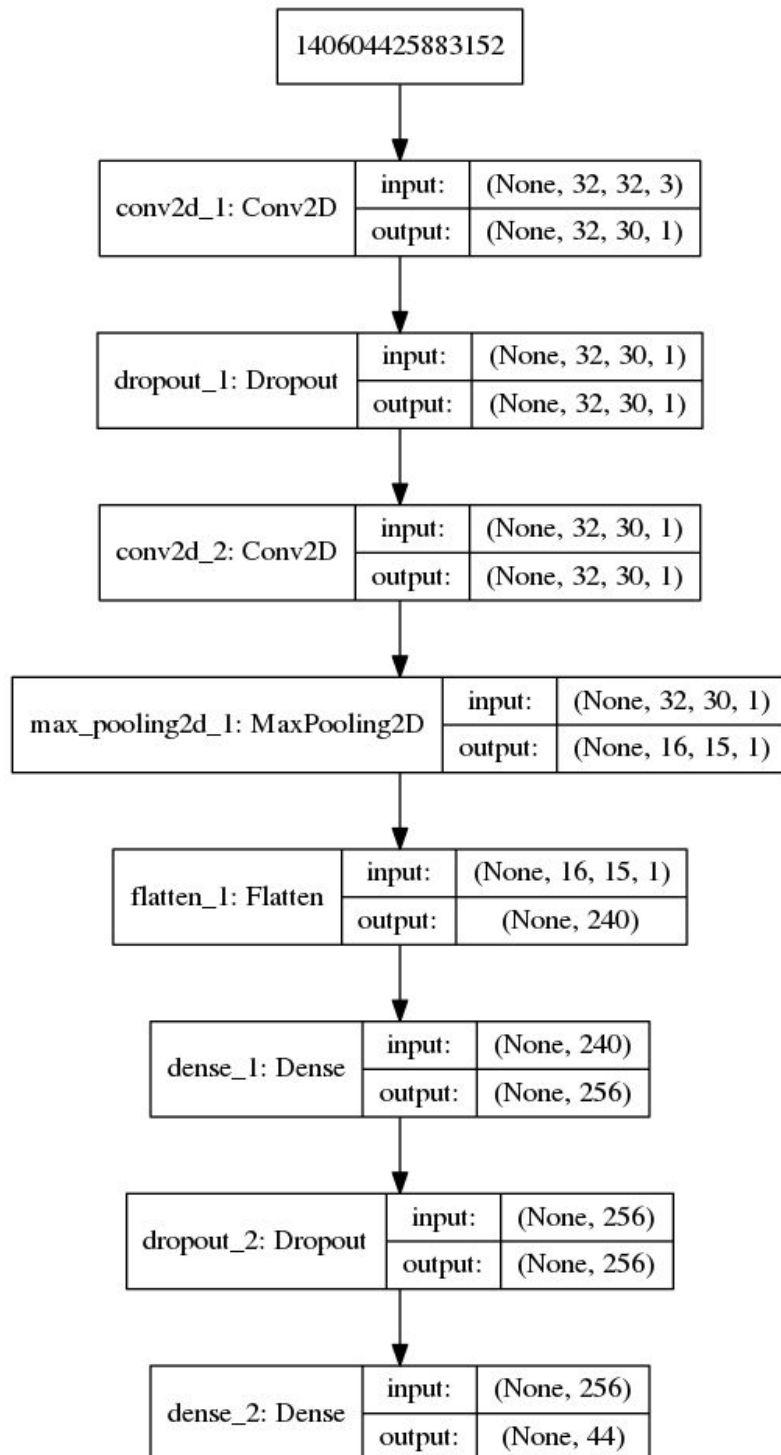 140604425883152
conv2d_1: Conv2D
input: (None, 32, 32, 3)
output: (None, 32, 30, 1)
dropout_1: Dropout
input: (None, 32, 30, 1)
output: (None, 32, 30, 1)
conv2d_2: Conv2D
input: (None, 32, 30, 1)
output: (None, 32, 30, 1)
max_pooling2d_1: MaxPooling2D
input: (None, 32, 30, 1)
output: (None, 16, 15, 1)
flatten_1: Flatten
input: (None, 16, 15, 1)
output: (None, 240)
dense_1: Dense
input: (None, 240)
output: (None, 256)
dropout_2: Dropout
input: (None, 256)
output: (None, 256)
dense_2: Dense
input: (None, 256)
output: (None, 44)